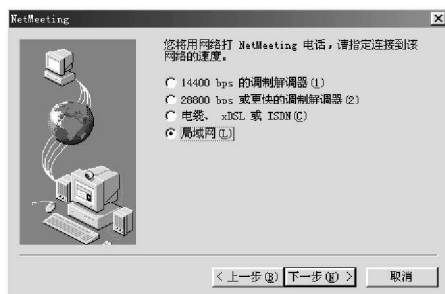 NetMeeting
您将用网络打 NetMeeting 电话，请指定连接到该
网络的速度。
14400 bps 的调制解调器(1)
28800 bps 或更快的调制解调器(2)
电缆、 xDSL 或 ISDN(C)
局域网(L)
< 上一步(B) 下一步(N) > 取消